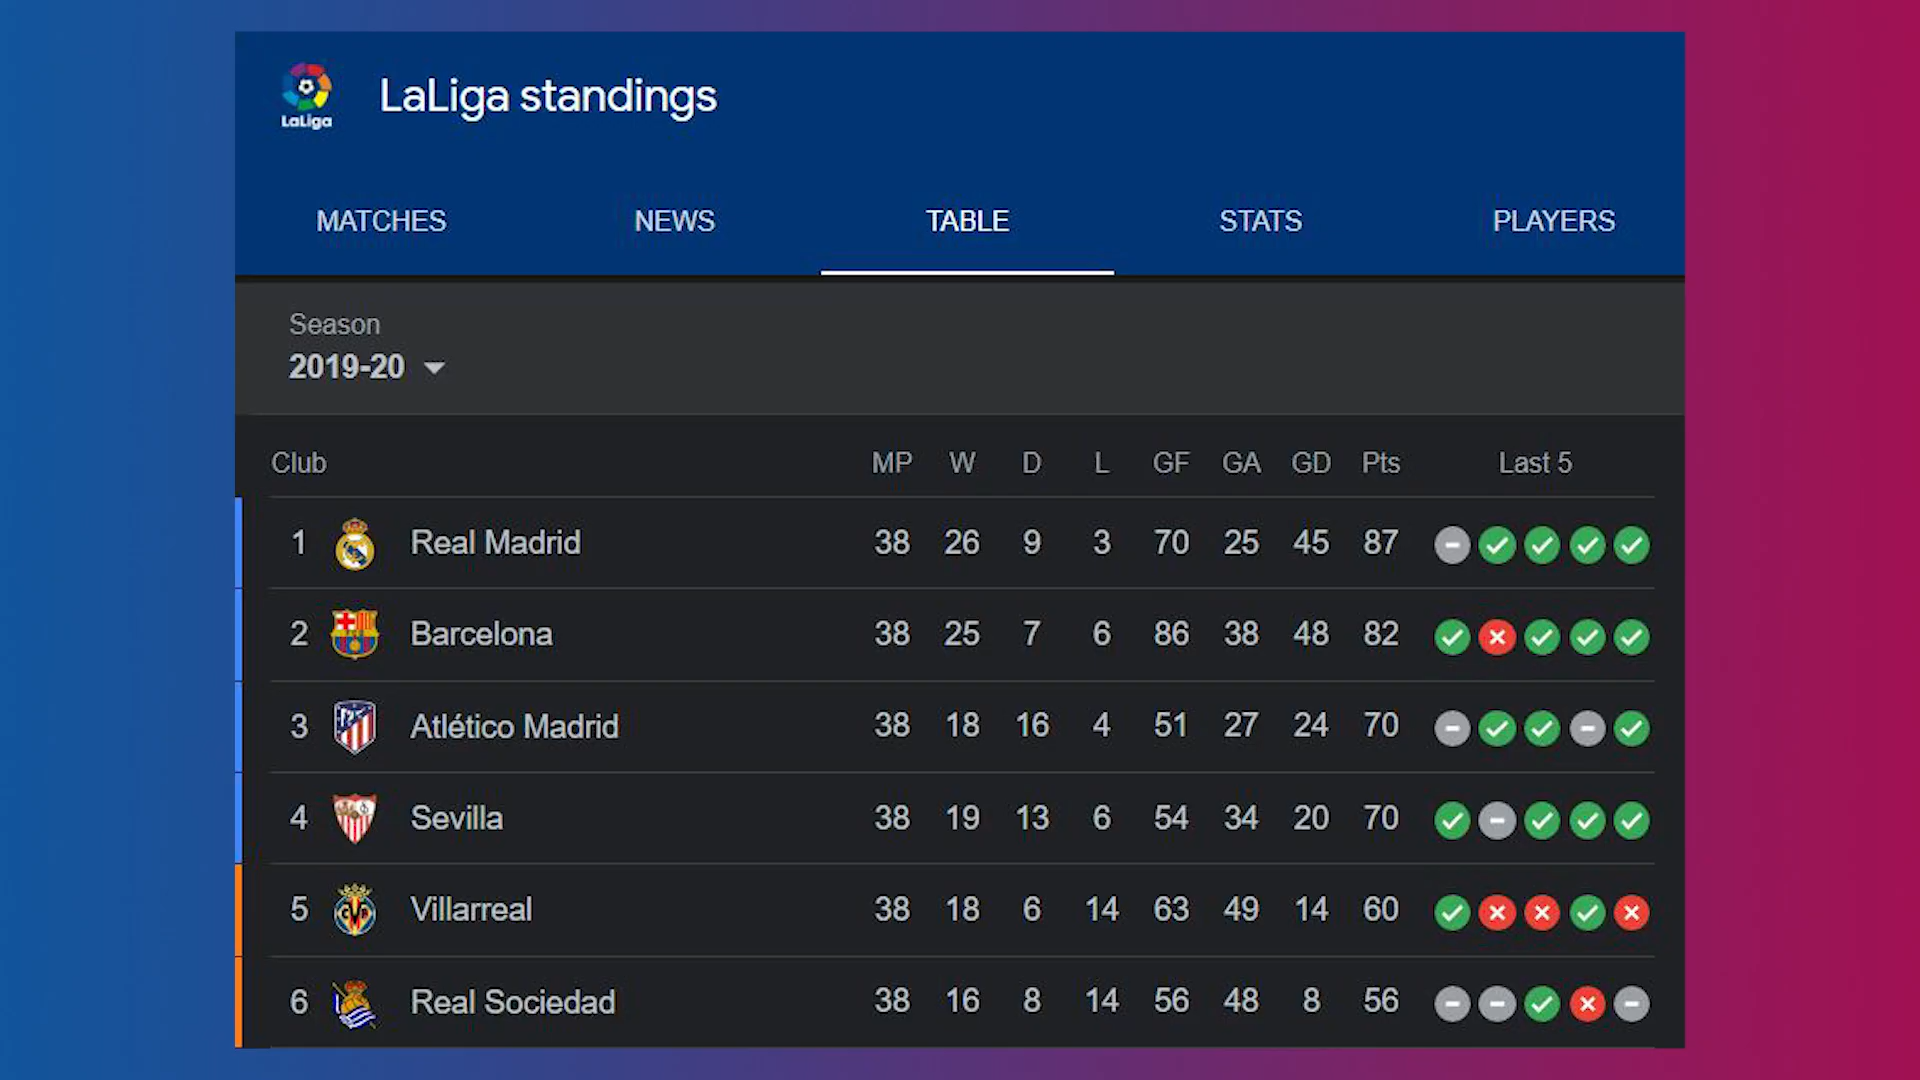 LaLiga
LaLiga standings
MATCHES NEWS TABLE STATS PLAYERS
Season
2019-20
Club MP W D L GF GA GD Pts Last 5
1 Real Madrid 38 26 9 3 70 25 45 87
2 Barcelona 38 25 7 6 86 38 48 82
3 Atlético Madrid 38 18 16 4 51 27 24 70
4 Sevilla 38 19 13 6 54 34 20 70
5 Villarreal 38 18 6 14 63 49 14 60
6 Real Sociedad 38 16 8 14 56 48 8 56